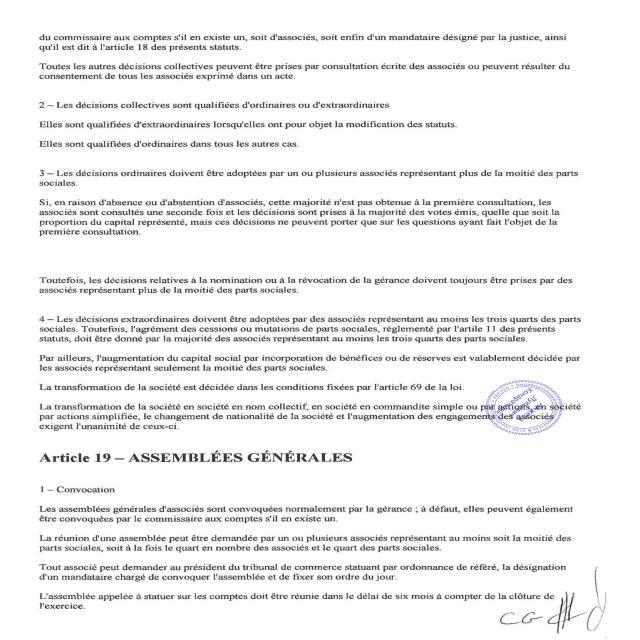 du commissaire aux comptes s'il en existe un, soit d'associés, soit enfin d'un mandataire désigné par la justice, ainsi
qu'il est dit à l'article 18 des présents statuts.
Toutes les autres décisions collectives peuvent être prises par consultation écrite des associés ou peuvent résulter du
consentement de tous les associés exprimé dans un acte.
2 – Les décisions collectives sont qualifiées d'ordinaires ou d'extraordinaires
Elles sont qualifiées d'extraordinaires lorsqu'elles ont pour objet la modification des statuts.
Elles sont qualifiées d'ordinaires dans tous les autres cas.
3 – Les décisions ordinaires doivent être adoptées par un ou plusieurs associés représentant plus de la moitié des parts
sociales.
Si, en raison d'absence ou d'abstention d'associés, cette majorité n'est pas obtenue à la première consultation, les
associés sont consultés une seconde fois et les décisions sont prises à la majorité des votes émis, quelle que soit la
proportion du capital représenté, mais ces décisions ne peuvent porter que sur les questions ayant fait l'objet de la
première consultation.
Toutefois, les décisions relatives à la nomination ou à la révocation de la gérance doivent toujours être prises par des
associés représentant plus de la moitié des parts sociales.
4 – Les décisions extraordinaires doivent être adoptées par des associés représentant au moins les trois quarts des parts
sociales. Toutefois, l'agrément des cessions ou mutations de parts sociales, règlementé par l'artile 11 des présents
statuts, doit être donné par la majorité des associés représentant au moins les trois quarts des parts sociales.
Par ailleurs, l'augmentation du capital social par incorporation de bénéfices ou de réserves est valablement décidée par
les associés représentant seulement la moitié des parts sociales.
La transformation de la société est décidée dans les conditions fixées par l'article 69 de la loi.
La transformation de la société en société en nom collectif, en société en commandite simple ou par actions, en société
par actions simplifiée, le changement de nationalité de la société et l'augmentation des engagements des associés
exigent l'unanimité de ceux-ci.
Article 19 – ASSEMBLÉES GÉNÉRALES
1 – Convocation
Les assemblées générales d'associés sont convoquées normalement par la gérance ; à défaut, elles peuvent également
être convoquées par le commissaire aux comptes s'il en existe un.
La réunion d'une assemblée peut être demandée par un ou plusieurs associés représentant au moins soit la moitié des
parts sociales, soit à la fois le quart en nombre des associés et le quart des parts sociales.
Tout associé peut demander au président du tribunal de commerce statuant par ordonnance de référé, la désignation
d'un mandataire chargé de convoquer l'assemblée et de fixer son ordre du jour.
L'assemblée appelée à statuer sur les comptes doit être réunie dans le délai de six mois à compter de la clôture de
l'exercice.
CG